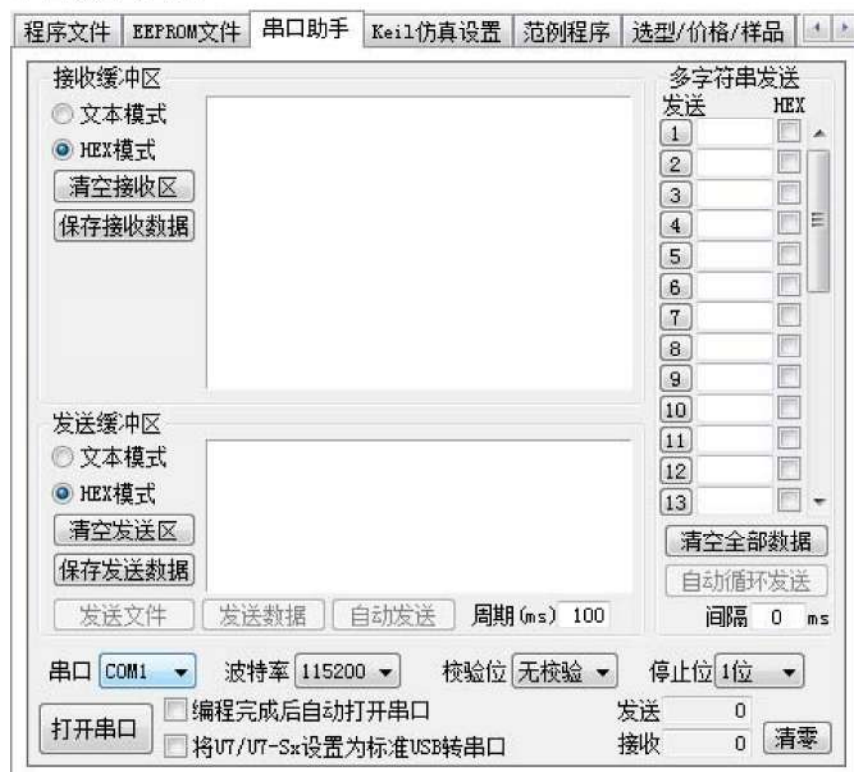 程序文件 EEPROM文件 串口助手 Keil仿真设置 范例程序 选型/价格/样品
接收缓冲区
文本模式
HEX模式
清空接收区
保存接收数据
多字符串发送
发送 HEX
1
2
3
4
5
6
7
8
9
10
11
12
13
清空全部数据
自动循环发送
间隔 0 ms
发送缓冲区
文本模式
HEX模式
清空发送区
保存发送数据
发送文件 发送数据 自动发送 周期(ms) 100
串口 COM1 波特率 115200 校验位 无校验 停止位 1位
打开串口
编程完成后自动打开串口
将U7/U7-Sx设置为标准USB转串口
发送 0
接收 0
清零